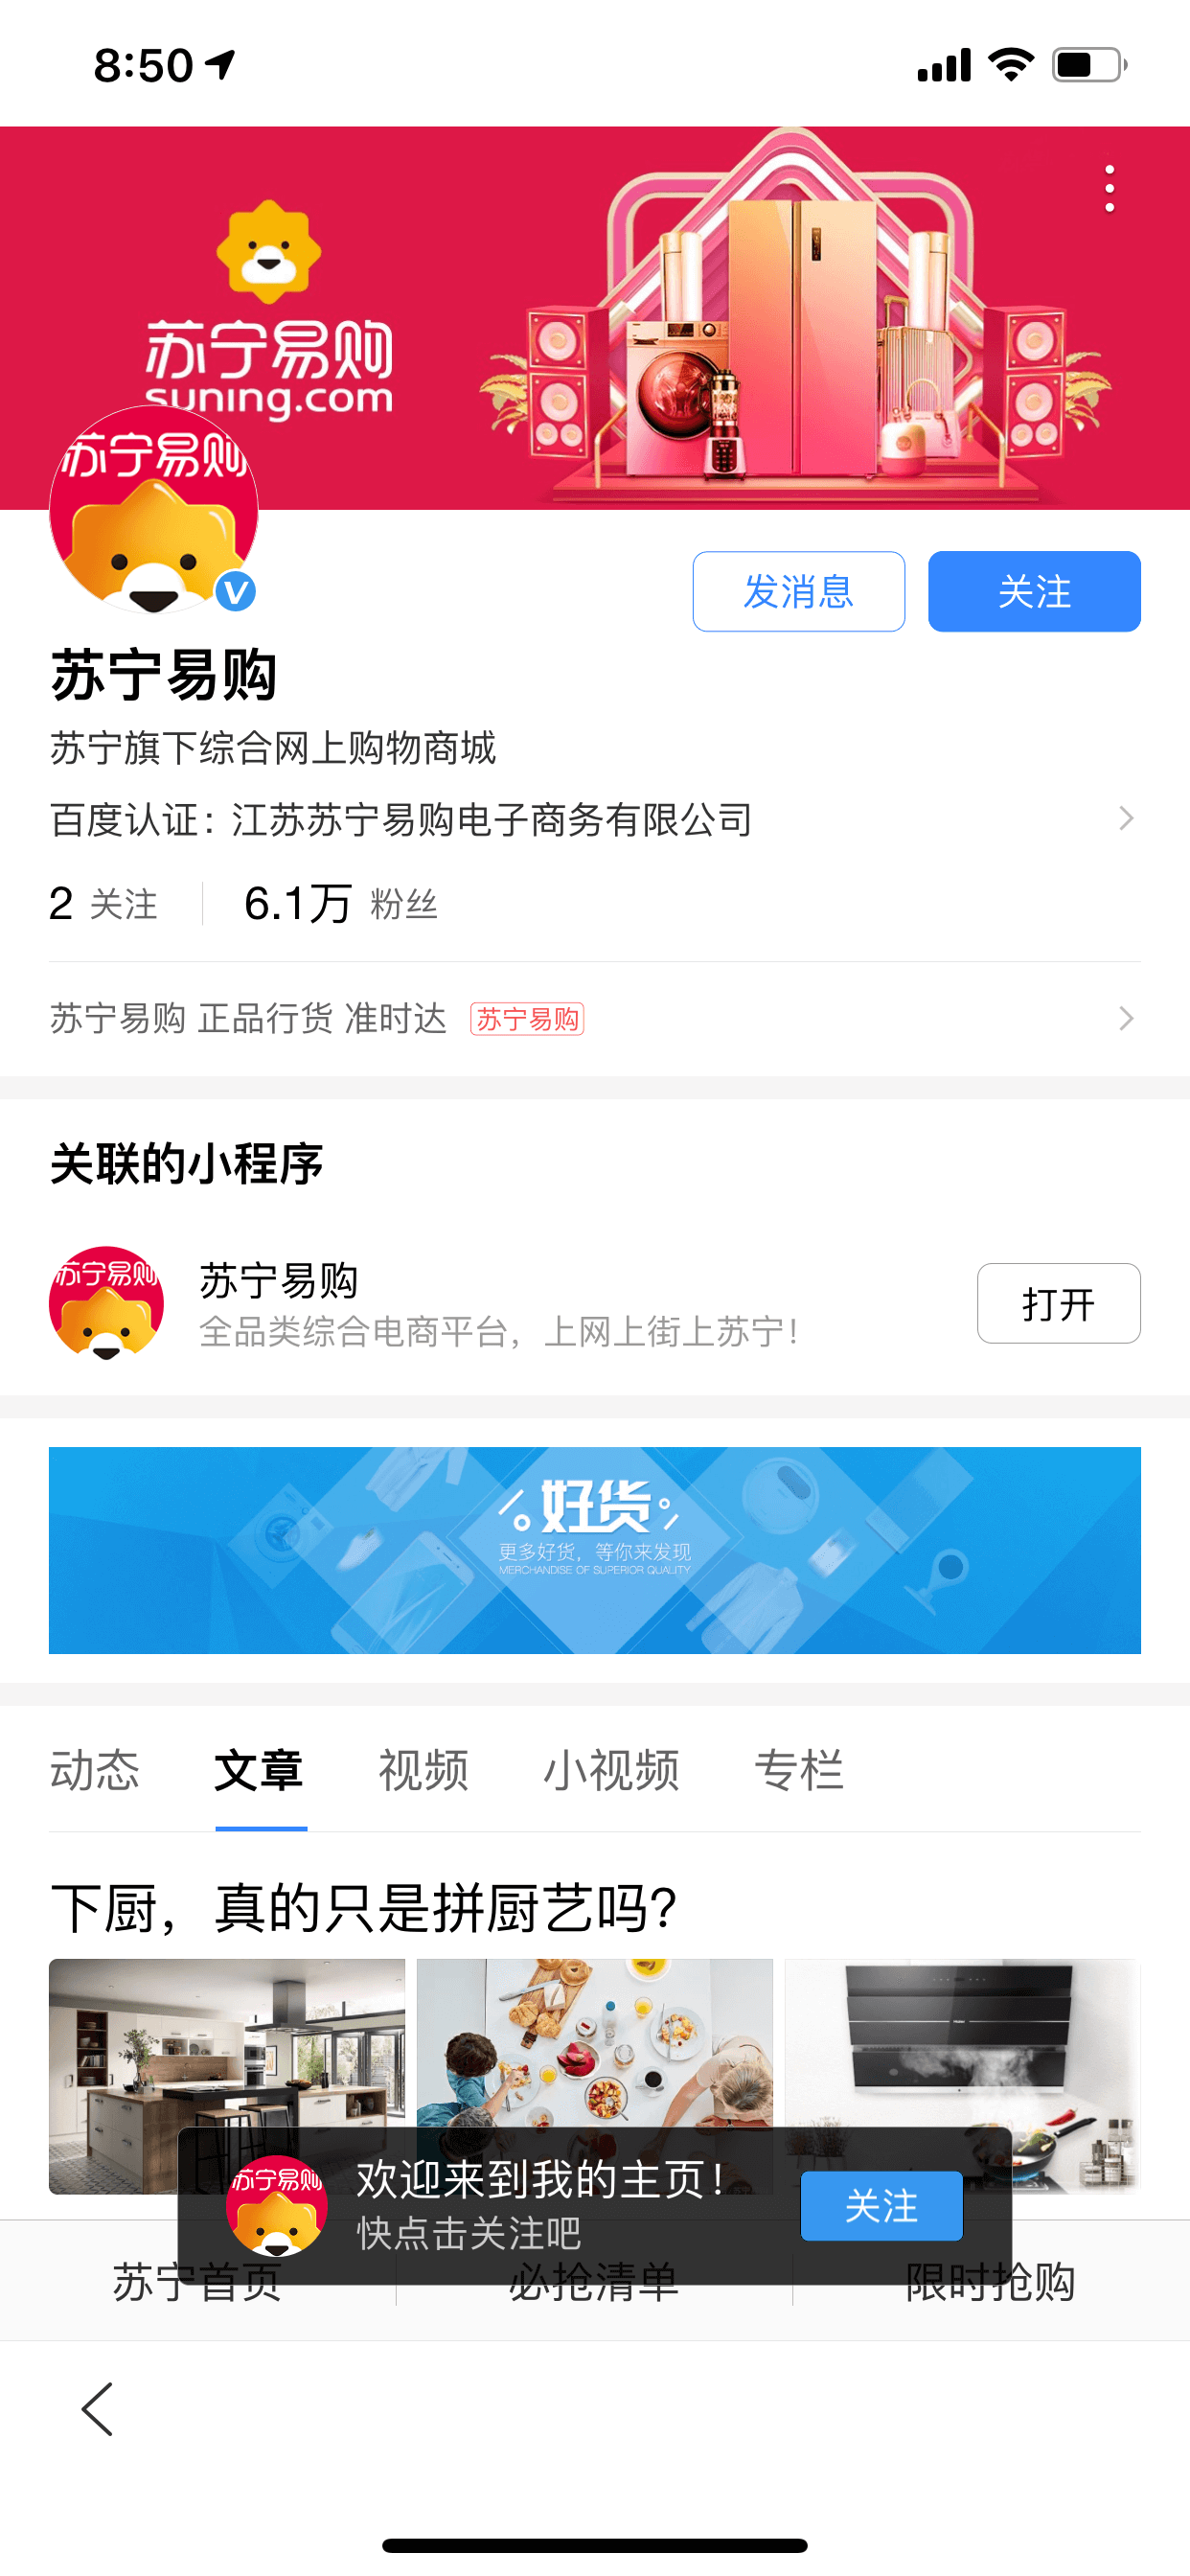 8:50
苏宁易购
suning.com
苏宁易购
发消息
关注
苏宁易购
苏宁旗下综合网上购物商城
百度认证：江苏苏宁易购电子商务有限公司
2 关注
6.1万 粉丝
苏宁易购 正品行货 准时达 苏宁易购
关联的小程序
苏宁易购
苏宁易购
全品类综合电商平台，上网上街上苏宁！
打开
好货
更多好货，等你来发现
MERCHANDISE OF SUPERIOR QUALITY
动态 文章 视频 小视频 专栏
下厨，真的只是拼厨艺吗？
苏宁易购
欢迎来到我的主页！
快点击关注吧
关注
苏宁首页
必抢清单
限时抢购